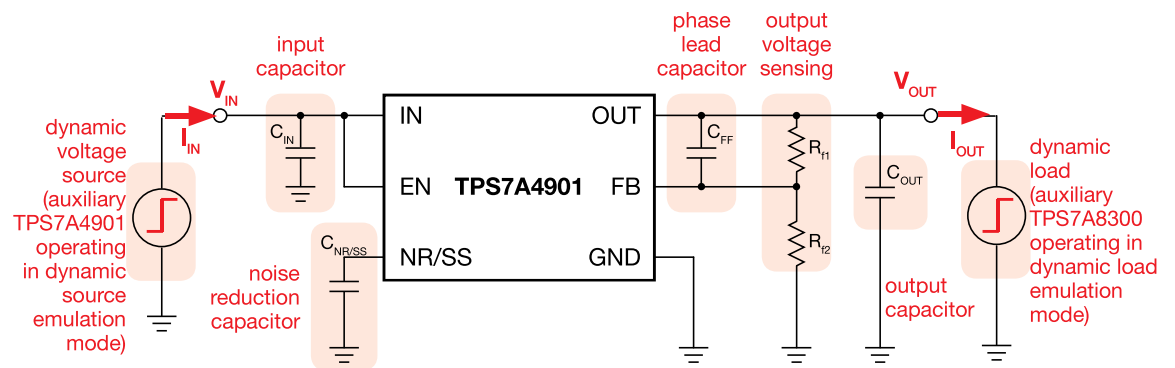 phase
lead
capacitor
output
voltage
sensing
input
capacitor
V_IN
V_OUT
I_IN
I_OUT
dynamic
voltage
source
(auxiliary
TPS7A4901
operating
in dynamic
source
emulation
mode)
C_IN
IN
EN
NR/SS
TPS7A4901
OUT
FB
GND
C_FF
R_f1
R_f2
C_OUT
C_NR/SS
noise
reduction
capacitor
output
capacitor
dynamic
load
(auxiliary
TPS7A8300
operating in
dynamic load
emulation
mode)